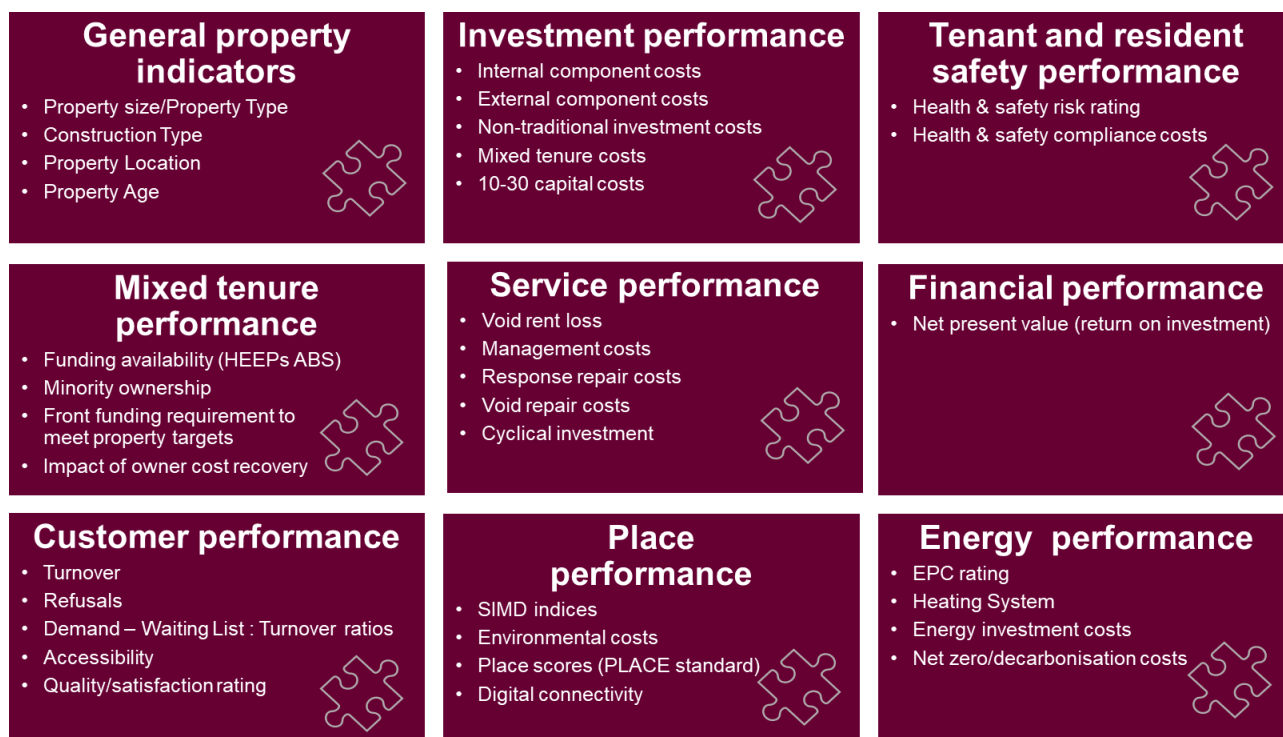 General property
indicators
• Property size/Property Type
• Construction Type
• Property Location
• Property Age
Investment performance
• Internal component costs
• External component costs
• Non-traditional investment costs
• Mixed tenure costs
• 10-30 capital costs
Tenant and resident
safety performance
• Health & safety risk rating
• Health & safety compliance costs
Mixed tenure
performance
• Funding availability (HEEPs ABS)
• Minority ownership
• Front funding requirement to
meet property targets
• Impact of owner cost recovery
Service performance
• Void rent loss
• Management costs
• Response repair costs
• Void repair costs
• Cyclical investment
Financial performance
• Net present value (return on investment)
Customer performance
• Turnover
• Refusals
• Demand – Waiting List : Turnover ratios
• Accessibility
• Quality/satisfaction rating
Place
performance
• SIMD indices
• Environmental costs
• Place scores (PLACE standard)
• Digital connectivity
Energy performance
• EPC rating
• Heating System
• Energy investment costs
• Net zero/decarbonisation costs